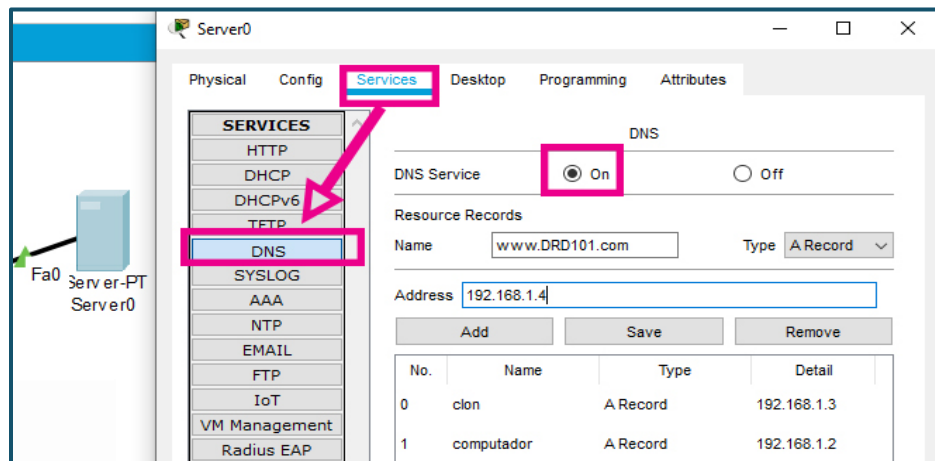 Server0
Physical Config Services Desktop Programming Attributes
SERVICES
HTTP
DHCP
DHCPv6
TFTP
DNS
SYSLOG
AAA
NTP
EMAIL
FTP
IoT
VM Management
Radius EAP
DNS
DNS Service On Off
Resource Records
Name www.DRD101.com Type A Record
Address 192.168.1.4
Add Save Remove
No. Name Type Detail
0 clon A Record 192.168.1.3
1 computador A Record 192.168.1.2
Fa0 Server-PT
Server0